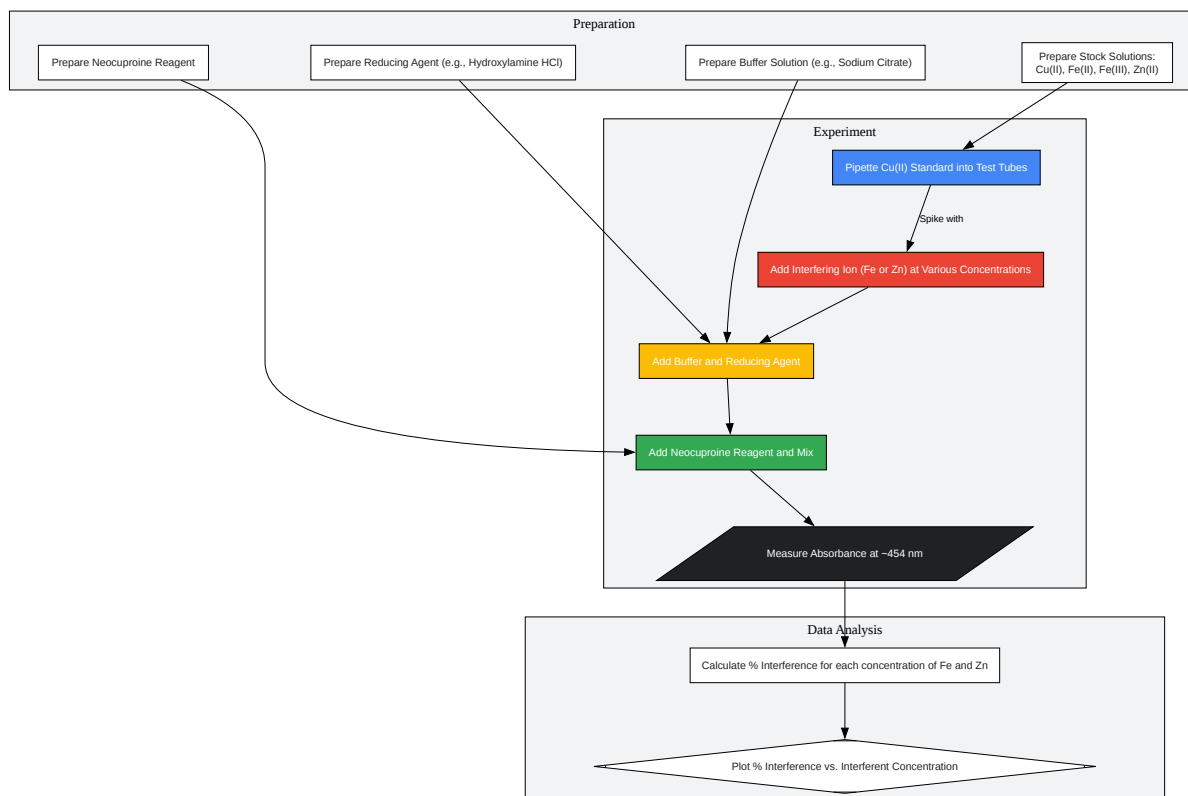 Preparation
Prepare Neocuproine Reagent
Prepare Reducing Agent (e.g., Hydroxylamine HCl)
Prepare Buffer Solution (e.g., Sodium Citrate)
Prepare Stock Solutions:
Cu(II), Fe(II), Fe(III), Zn(II)
Experiment
Pipette Cu(II) Standard into Test Tubes
Spike with
Add Interfering Ion (Fe or Zn) at Various Concentrations
Add Buffer and Reducing Agent
Add Neocuproine Reagent and Mix
Measure Absorbance at ~454 nm
Data Analysis
Calculate % Interference for each concentration of Fe and Zn
Plot % Interference vs. Interferent Concentration